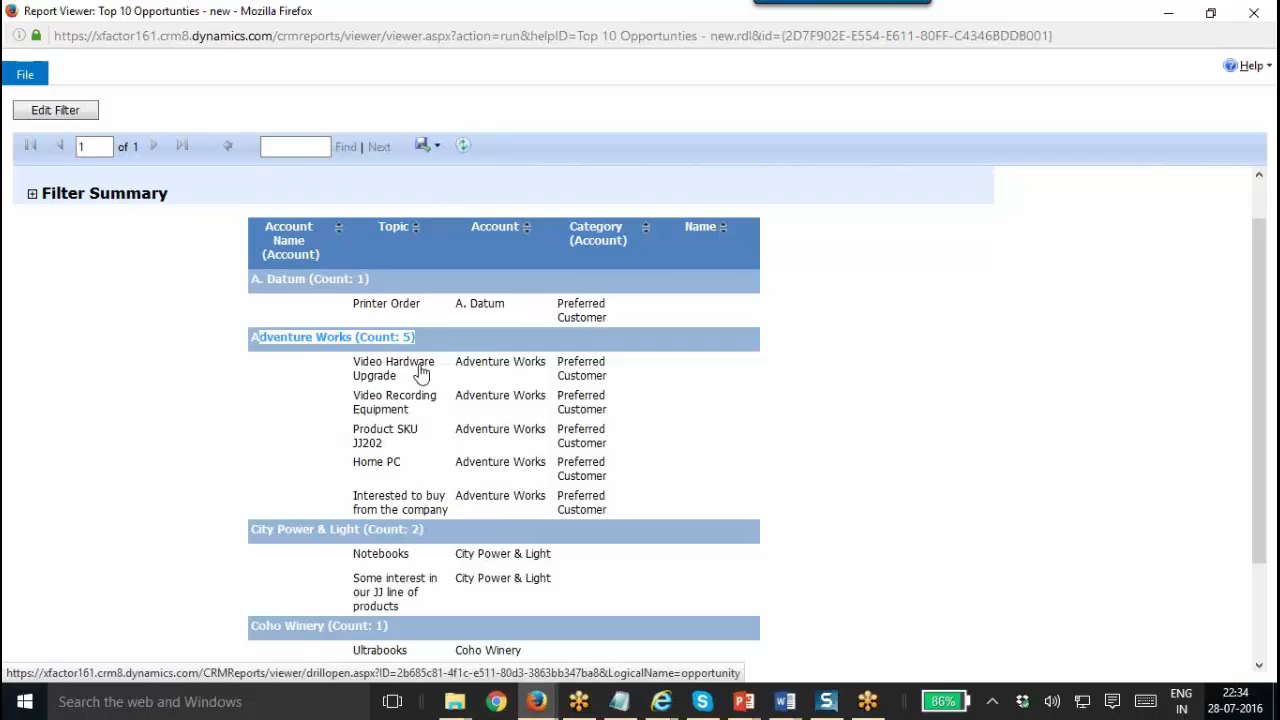 Report Viewer: Top 10 Opportunties - new - Mozilla Firefox
https://xfactor161.crm8.dynamics.com/crmreports/viewer/viewer.aspx?action=run&helpID=Top 10 Opportunties - new.rdl&id={2D7F902E-E554-E611-80FF-C4346BDDB001}
File
Help
Edit Filter
1 of 1 Find | Next
Filter Summary
Account Name (Account) Topic Account Category (Account) Name
A. Datum (Count: 1)
Printer Order A. Datum Preferred
Customer
Adventure Works (Count: 5)
Video Hardware Adventure Works Preferred
Upgrade Customer
Video Recording Adventure Works Preferred
Equipment Customer
Product SKU Adventure Works Preferred
JJ202 Customer
Home PC Adventure Works Preferred
Customer
Interested to buy Adventure Works Preferred
from the company Customer
City Power & Light (Count: 2)
Notebooks City Power & Light
Some interest in City Power & Light
our JJ line of
products
Coho Winery (Count: 1)
Ultrabooks Coho Winery
https://xfactor161.crm8.dynamics.com/CRMReports/viewer/drillopen.aspx?ID=2b685c81-4f1c-e511-80d3-3863bb347ba8&LogicalName=opportunity
Search the web and Windows
86%
ENG 22:34
IN 28-07-2016